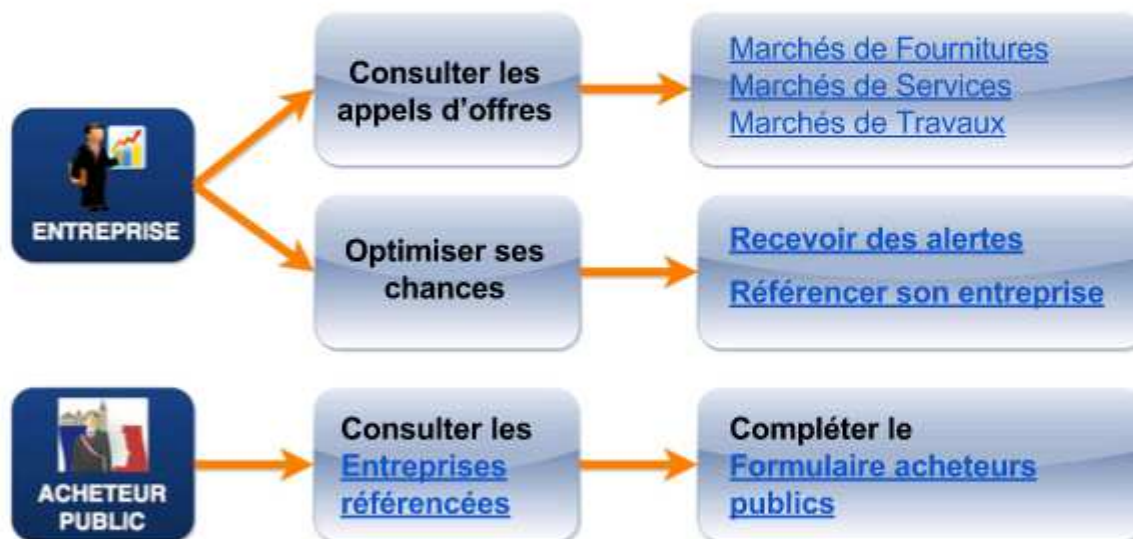 ENTREPRISE
Consulter les
appels d'offres
Marchés de Fournitures
Marchés de Services
Marchés de Travaux
Optimiser ses
chances
Recevoir des alertes
Référencer son entreprise
ACHETEUR
PUBLIC
Consulter les
Entreprises
référencées
Compléter le
Formulaire acheteurs
publics